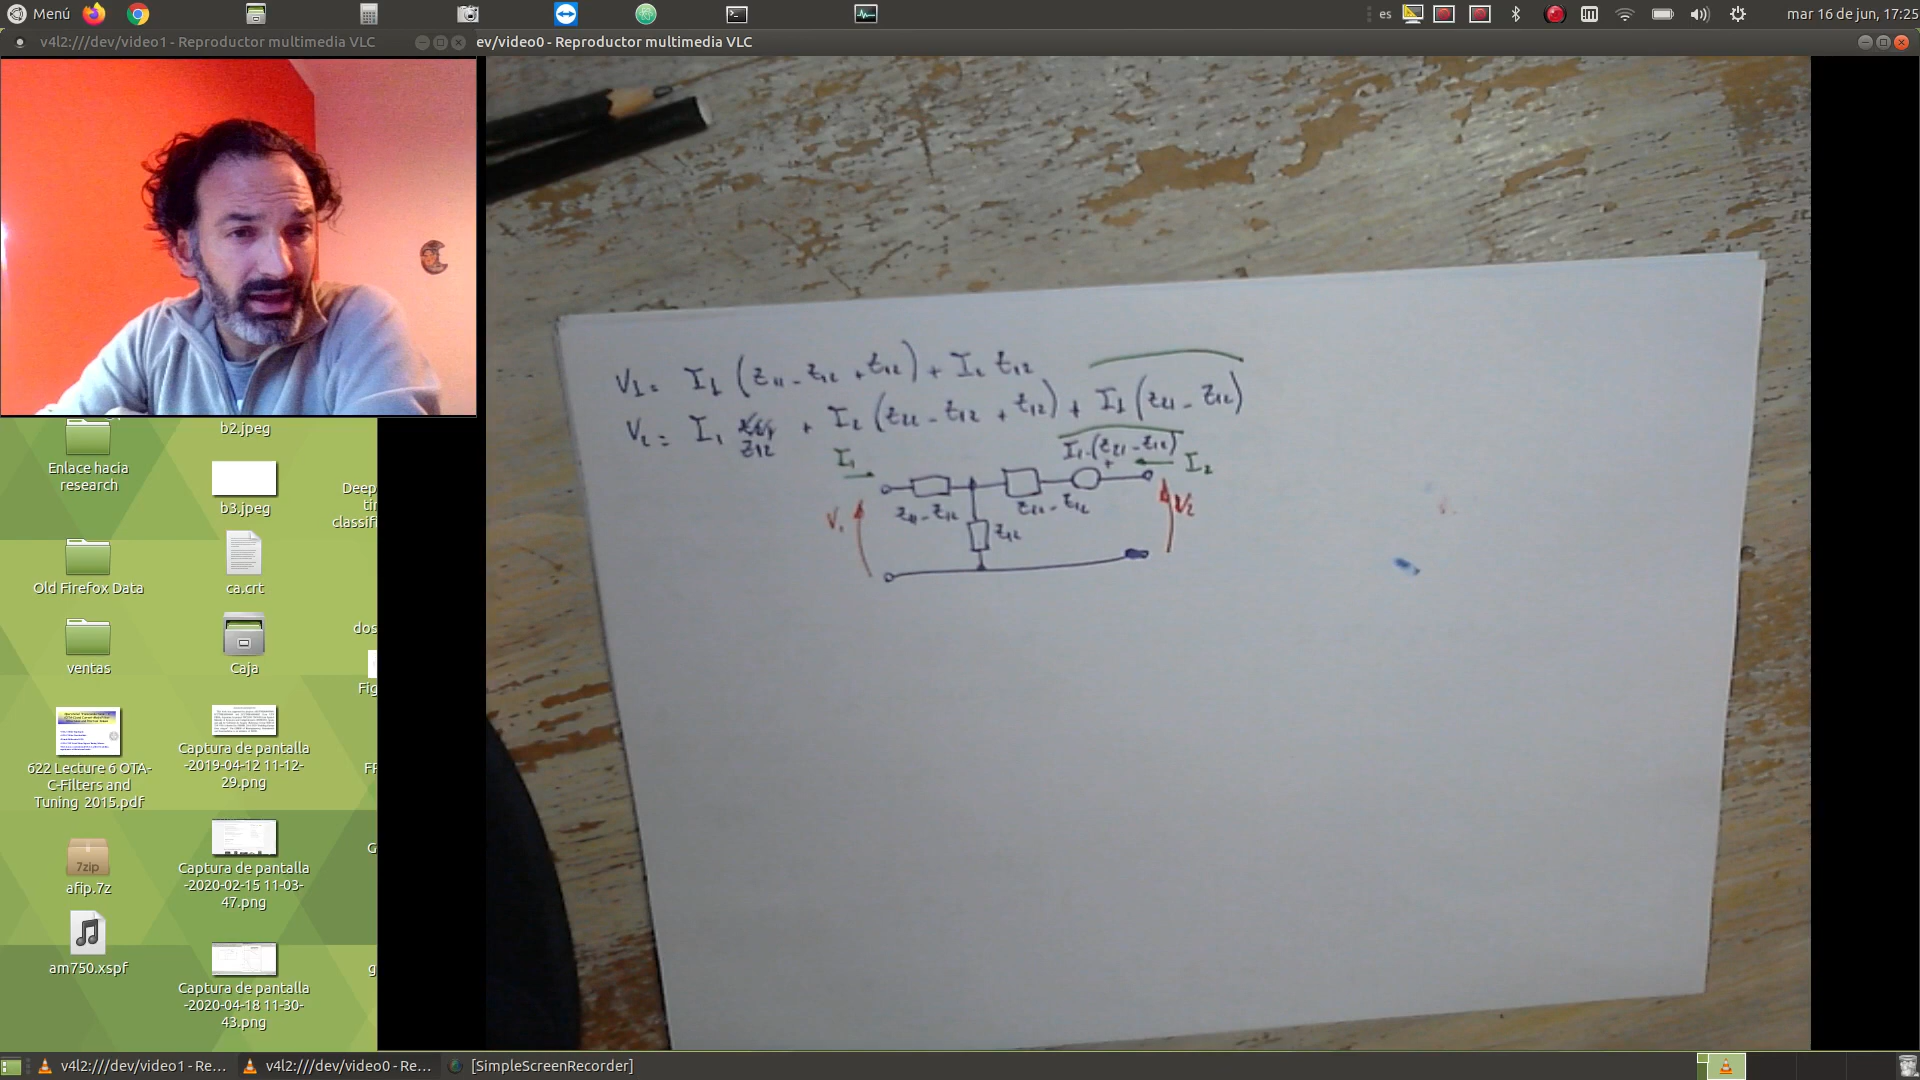 Menú
es
mar 16 de jun, 17:25
v4l2:///dev/video1 - Reproductor multimedia VLC
ev/video0 - Reproductor multimedia VLC
V1 = I1 (z11 - z12 + z12) + I2 z12
V2 = I1 z12 + I2 (z22 - z12 + z12) + I1 (z21 - z12)
I1 (z21 - z12)
I1
+
I2
z11 - z12
z22 - z12
V1
z12
V2
b2.jpeg
Enlace hacia
research
b3.jpeg
Deep
classif
Old Firefox
Data
ca.crt
ventas
Caja
dos
Fig
622 Lecture 6 OTA-
C-Filters and
Tuning 2015.pdf
Captura de pantalla
-2019-04-12 11-12-
29.png
afip.7z
7zip
Captura de pantalla
-2020-02-15 11-03-
47.png
am750.xspf
Captura de pantalla
-2020-04-18 11-30-
43.png
v4l2:///dev/video1 - Re...
v4l2:///dev/video0 - Re...
[SimpleScreenRecorder]